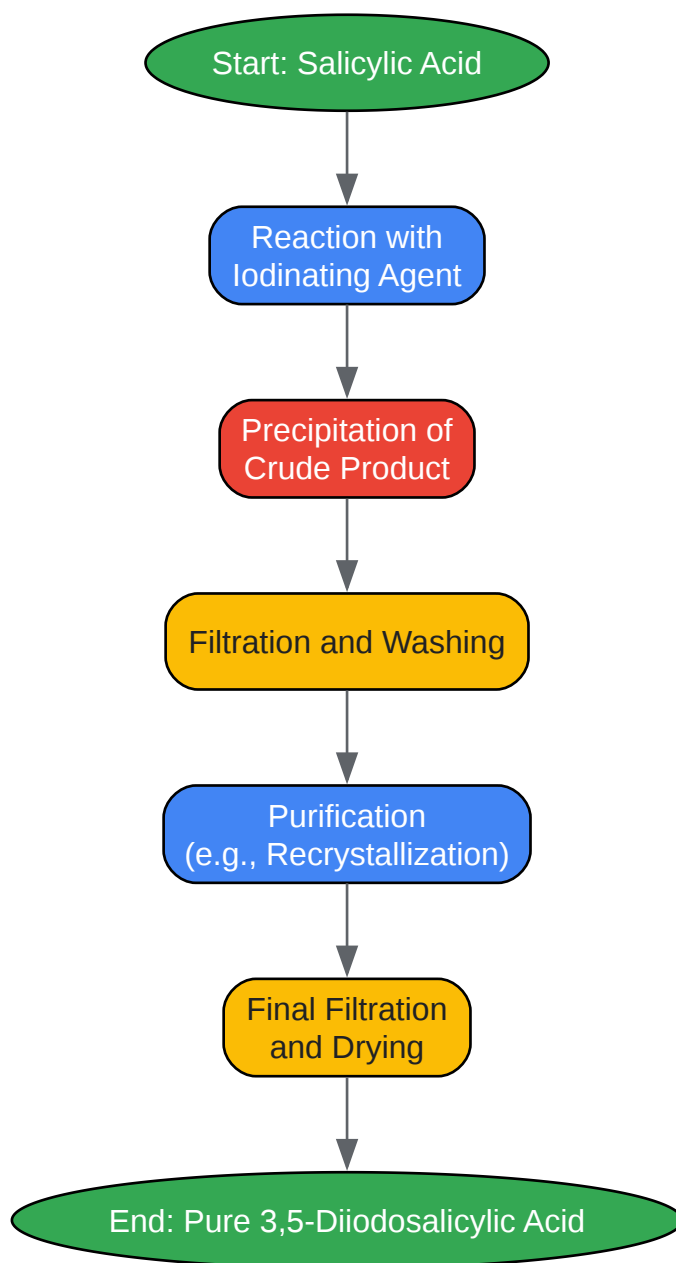 Start: Salicylic Acid
Reaction with
Iodinating Agent
Precipitation of
Crude Product
Filtration and Washing
Purification
(e.g., Recrystallization)
Final Filtration
and Drying
End: Pure 3,5-Diiodosalicylic Acid